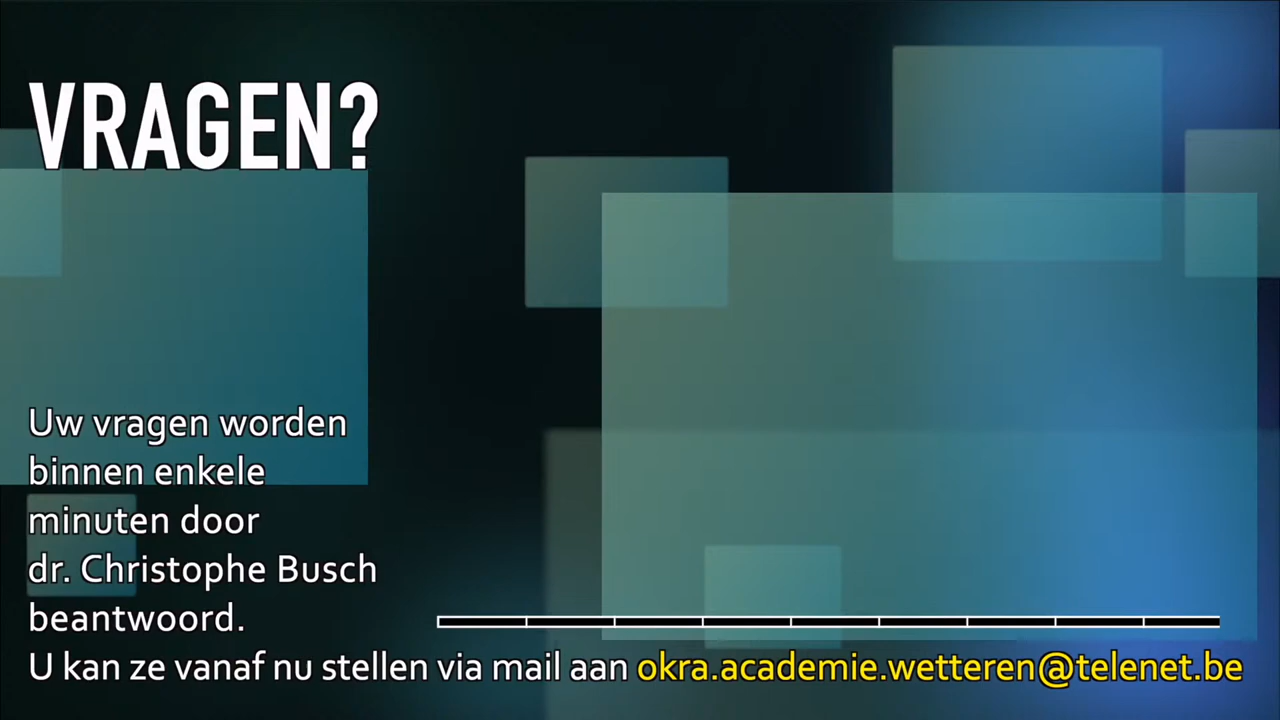 VRAGEN?
Uw vragen worden
binnen enkele
minuten door
dr. Christophe Busch
beantwoord.
U kan ze vanaf nu stellen via mail aan okra.academie.wetteren@telenet.be